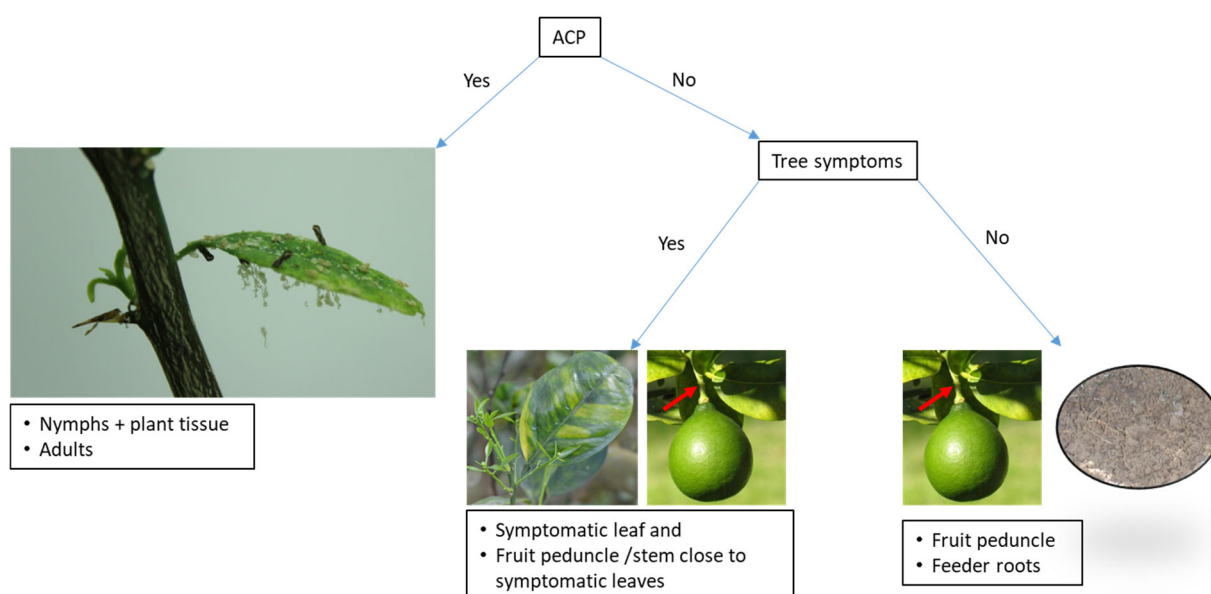 ACP
Yes
No
Tree symptoms
Yes
No
• Nymphs + plant tissue
• Adults
• Symptomatic leaf and
• Fruit peduncle /stem close to
symptomatic leaves
• Fruit peduncle
• Feeder roots